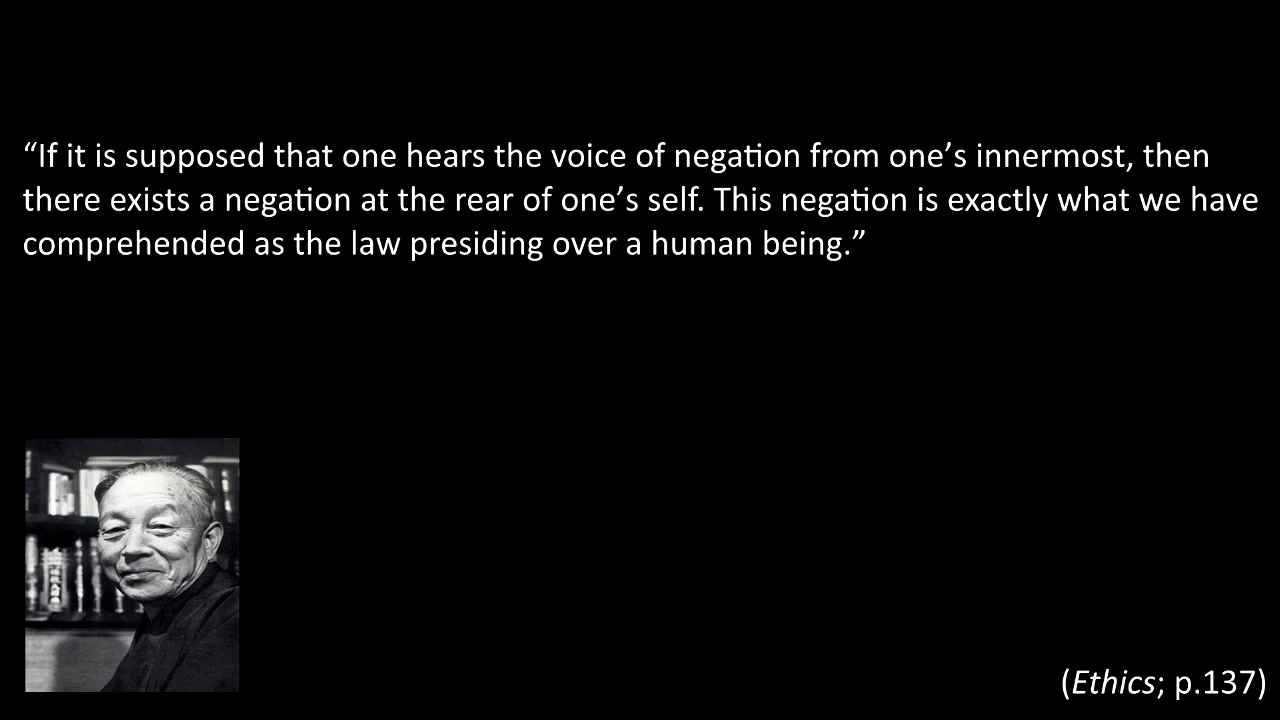 “If it is supposed that one hears the voice of negation from one’s innermost, then
there exists a negation at the rear of one’s self. This negation is exactly what we have
comprehended as the law presiding over a human being.”
(Ethics; p.137)